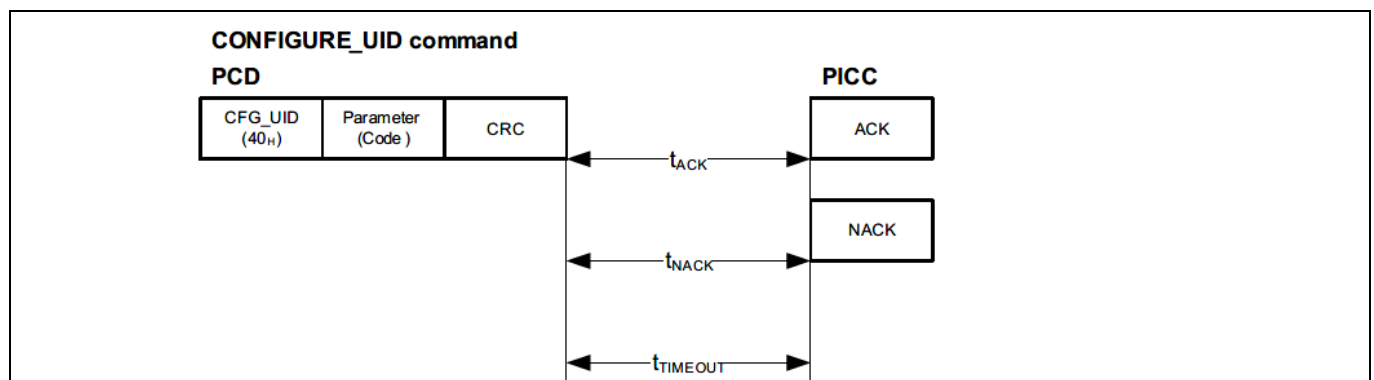 CONFIGURE_UID command
PCD
PICC
CFG_UID
(40H)
Parameter
(Code )
CRC
ACK
tACK
NACK
tNACK
tTIMEOUT